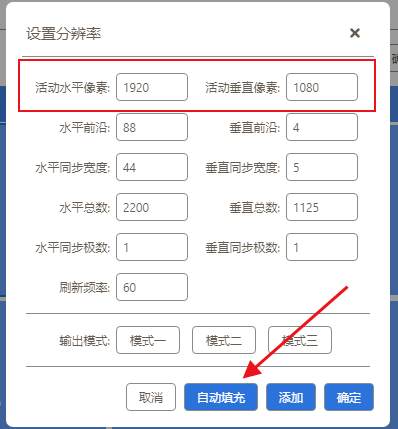 设置分辨率
活动水平像素: 1920 活动垂直像素: 1080
水平前沿: 88 垂直前沿: 4
水平同步宽度: 44 垂直同步宽度: 5
水平总数: 2200 垂直总数: 1125
水平同步极数: 1 垂直同步极数: 1
刷新频率: 60
输出模式: 模式一 模式二 模式三
取消 自动填充 添加 确定